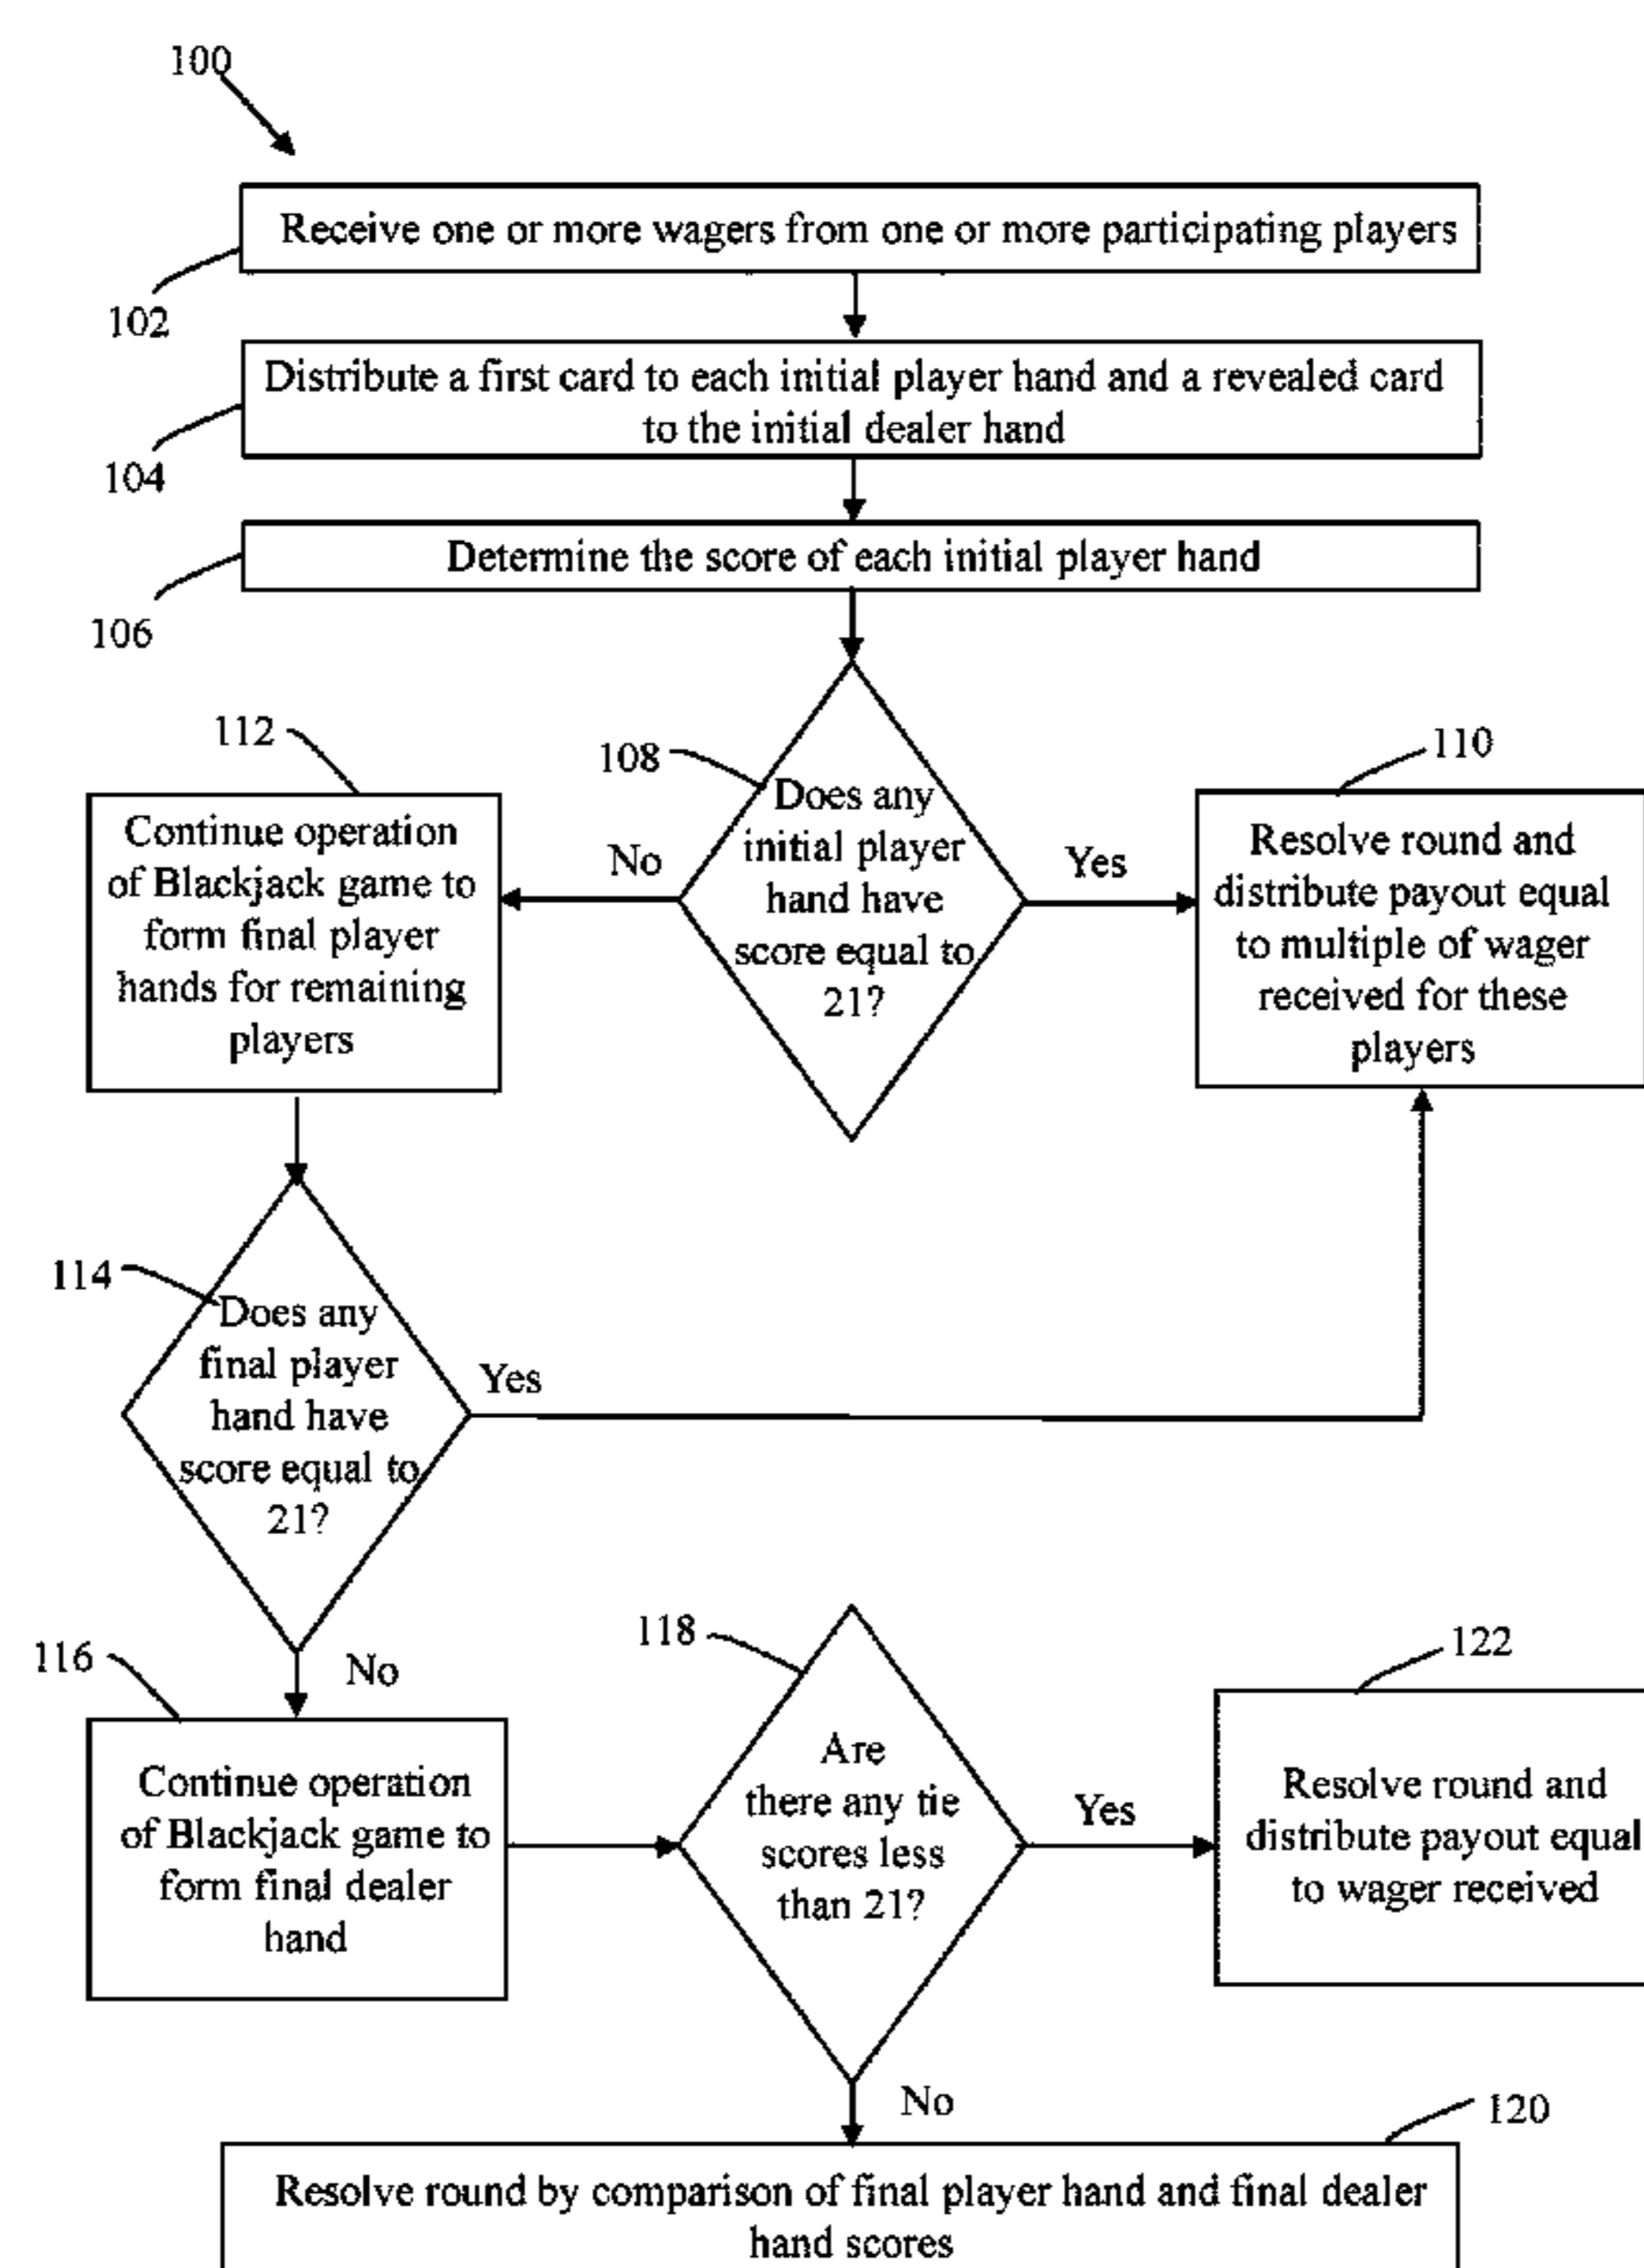 100
Receive one or more wagers from one or more participating players
102
Distribute a first card to each initial player hand and a revealed card
to the initial dealer hand
104
Determine the score of each initial player hand
106
112
Continue operation
of Blackjack game to
form final player
hands for remaining
players
No
108
Does any
initial player
hand have
score equal to
21?
Yes
110
Resolve round and
distribute payout equal
to multiple of wager
received for these
players
114
Does any
final player
hand have
score equal to
21?
Yes
No
116
Continue operation
of Blackjack game to
form final dealer
hand
118
Are
there any tie
scores less
than 21?
Yes
122
Resolve round and
distribute payout equal
to wager received
No
120
Resolve round by comparison of final player hand and final dealer
hand scores